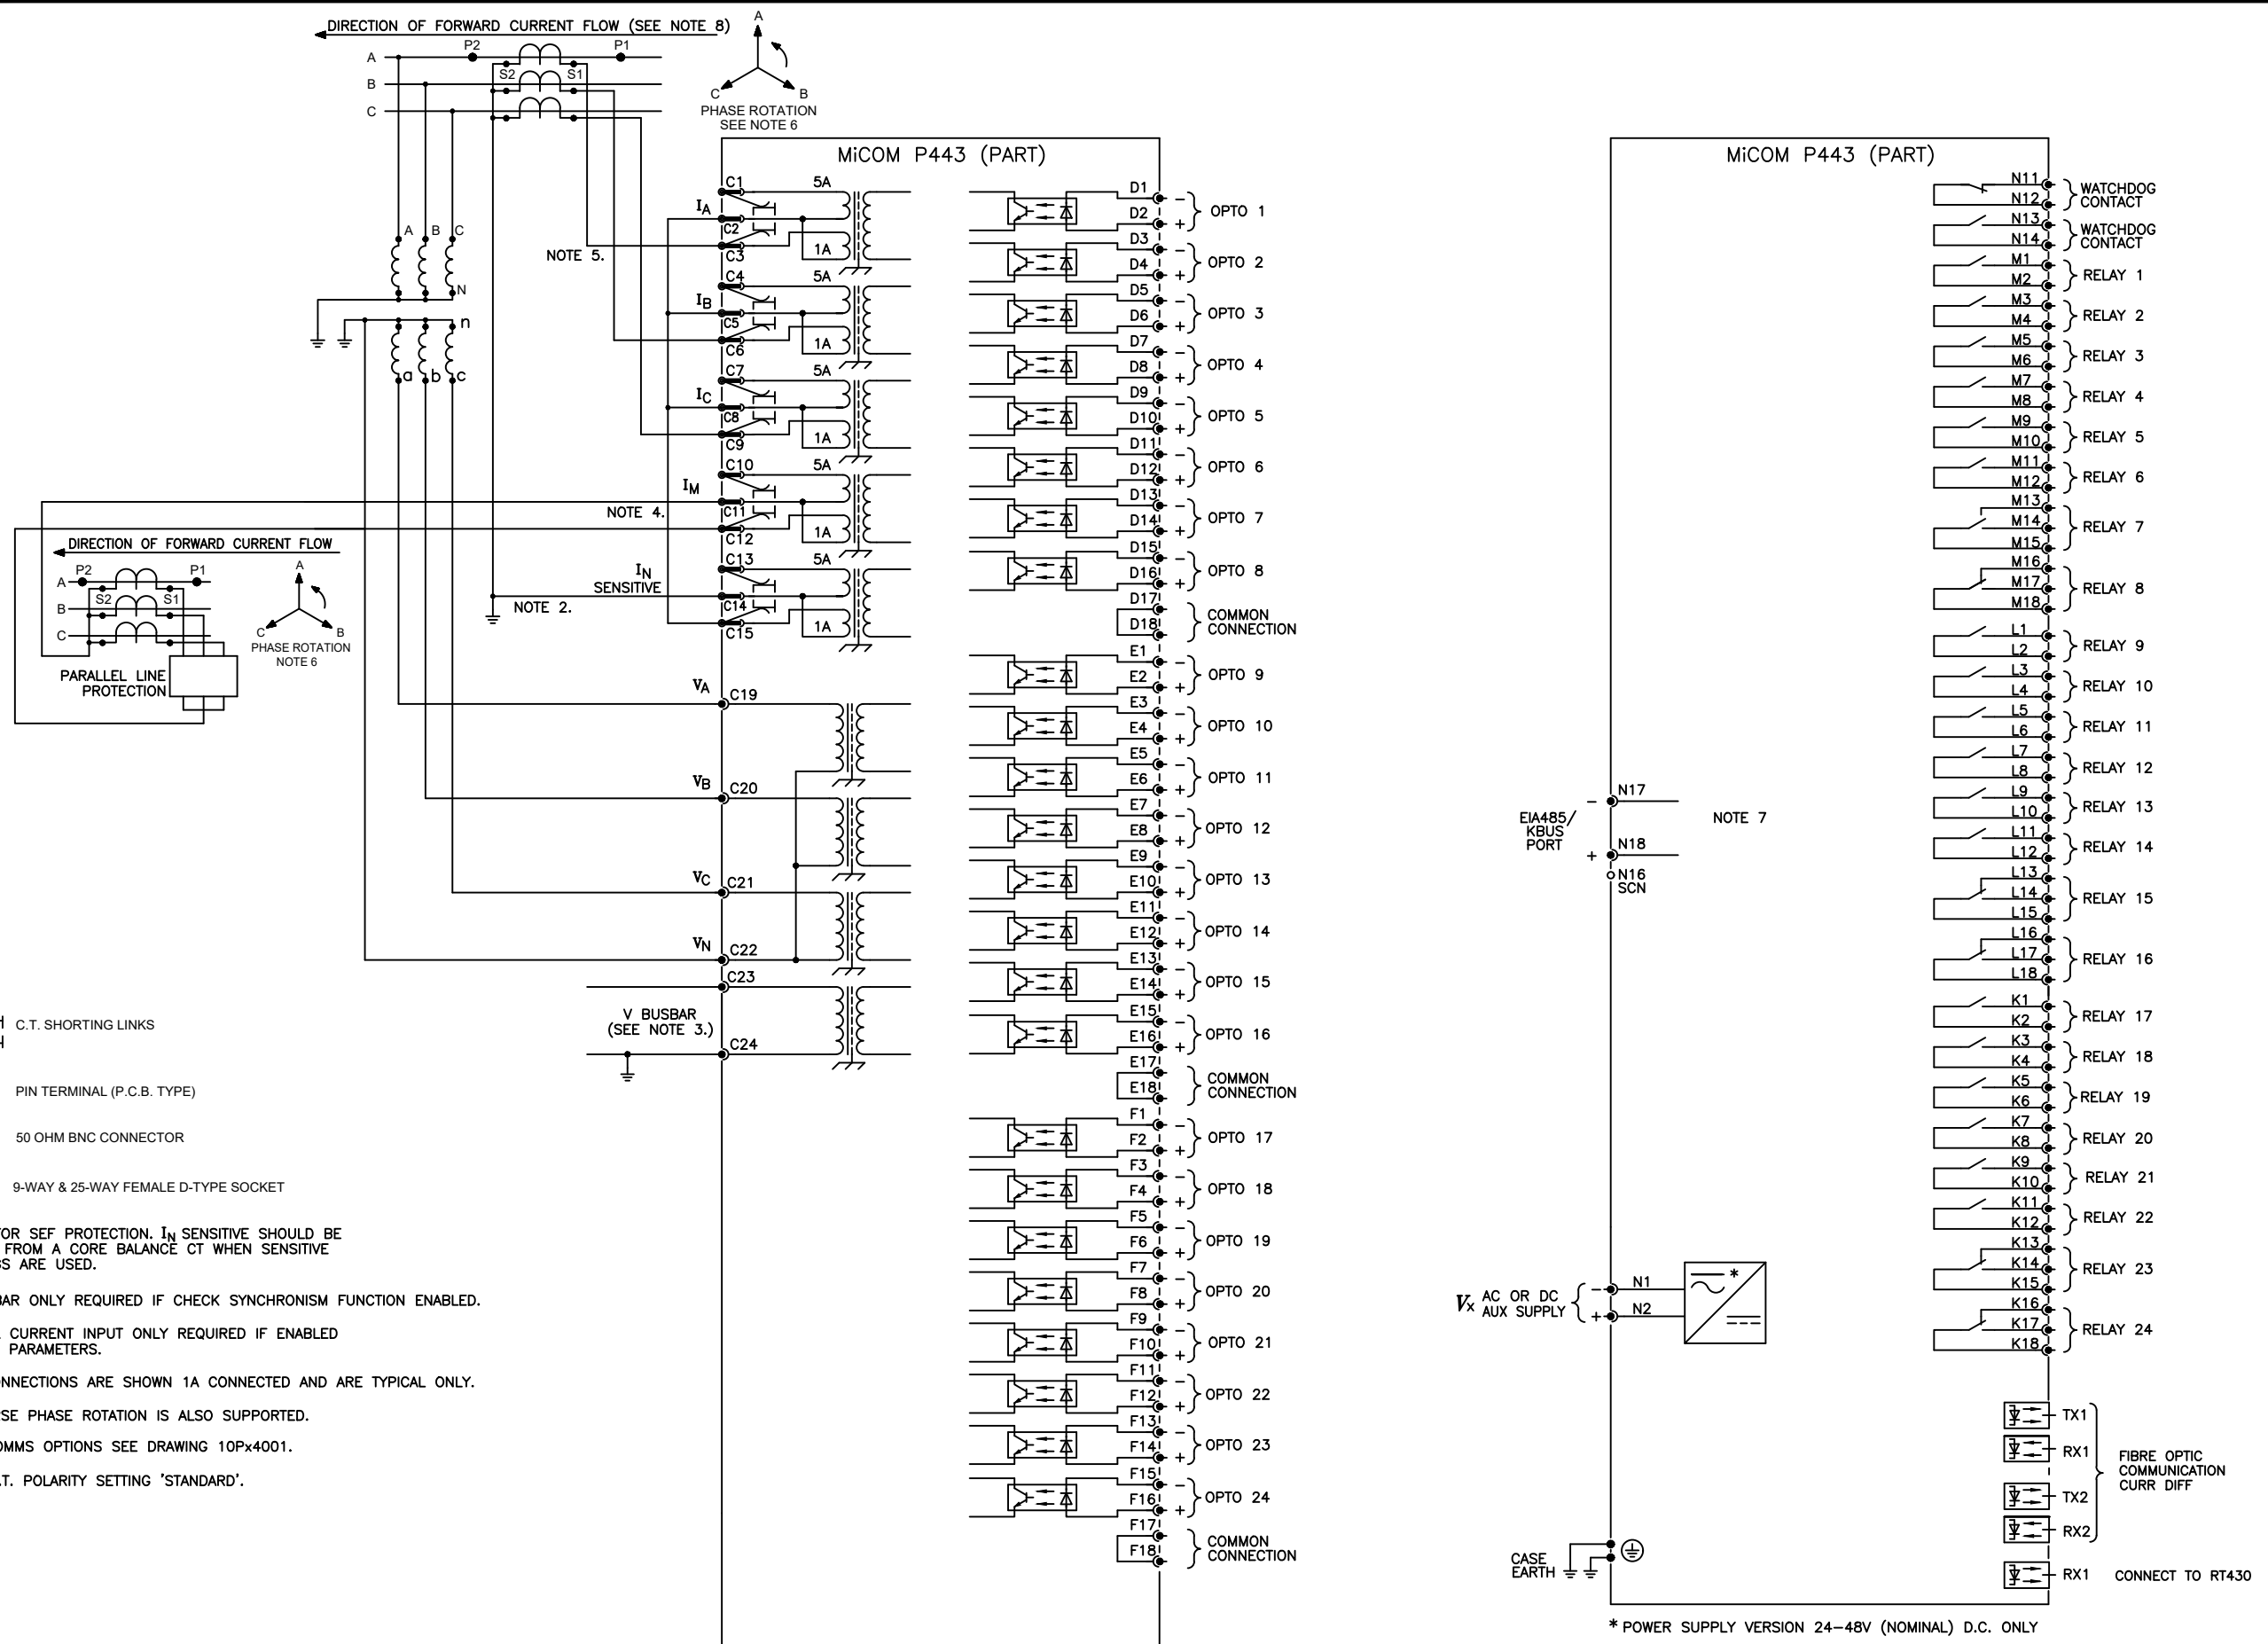 DIRECTION OF FORWARD CURRENT FLOW (SEE NOTE 8)
A
P2
P1
A
S2
S1
B
C
C
B
PHASE ROTATION
SEE NOTE 6
A
B
C
N
n
a
b
c
DIRECTION OF FORWARD CURRENT FLOW
P2
P1
A
S2
S1
B
C
A
C
B
PHASE ROTATION
NOTE 6
PARALLEL LINE
PROTECTION
MiCOM P443 (PART)
C1
5A
IA
C2
NOTE 5.
C3
1A
C4
5A
IB
C5
C6
1A
C7
5A
IC
C8
C9
1A
C10
5A
IM
NOTE 4.
C11
C12
1A
C13
5A
IN
SENSITIVE
NOTE 2.
C14
C15
1A
VA
C19
VB
C20
VC
C21
VN
C22
C23
V BUSBAR
(SEE NOTE 3.)
C24
D1 −
D2 +
OPTO 1
D3 −
D4 +
OPTO 2
D5 −
D6 +
OPTO 3
D7 −
D8 +
OPTO 4
D9 −
D10 +
OPTO 5
D11 −
D12 +
OPTO 6
D13 −
D14 +
OPTO 7
D15 −
D16 +
OPTO 8
D17
D18
COMMON
CONNECTION
E1 −
E2 +
OPTO 9
E3 −
E4 +
OPTO 10
E5 −
E6 +
OPTO 11
E7 −
E8 +
OPTO 12
E9 −
E10 +
OPTO 13
E11 −
E12 +
OPTO 14
E13 −
E14 +
OPTO 15
E15 −
E16 +
OPTO 16
E17
E18
COMMON
CONNECTION
F1 −
F2 +
OPTO 17
F3 −
F4 +
OPTO 18
F5 −
F6 +
OPTO 19
F7 −
F8 +
OPTO 20
F9 −
F10 +
OPTO 21
F11 −
F12 +
OPTO 22
F13 −
F14 +
OPTO 23
F15 −
F16 +
OPTO 24
F17
F18
COMMON
CONNECTION
C.T. SHORTING LINKS
PIN TERMINAL (P.C.B. TYPE)
50 OHM BNC CONNECTOR
9-WAY & 25-WAY FEMALE D-TYPE SOCKET
OR SEF PROTECTION. IN SENSITIVE SHOULD BE
FROM A CORE BALANCE CT WHEN SENSITIVE
S ARE USED.
BAR ONLY REQUIRED IF CHECK SYNCHRONISM FUNCTION ENABLED.
CURRENT INPUT ONLY REQUIRED IF ENABLED
PARAMETERS.
NNECTIONS ARE SHOWN 1A CONNECTED AND ARE TYPICAL ONLY.
SE PHASE ROTATION IS ALSO SUPPORTED.
OMMS OPTIONS SEE DRAWING 10Px4001.
.T. POLARITY SETTING 'STANDARD'.
MiCOM P443 (PART)
− N17
EIA485/
KBUS
PORT
NOTE 7
+ N18
N16
SCN
Vx AC OR DC
AUX SUPPLY
− N1
+ N2
*
CASE
EARTH
N11
N12
WATCHDOG
CONTACT
N13
N14
WATCHDOG
CONTACT
M1
M2
RELAY 1
M3
M4
RELAY 2
M5
M6
RELAY 3
M7
M8
RELAY 4
M9
M10
RELAY 5
M11
M12
RELAY 6
M13
M14
M15
RELAY 7
M16
M17
M18
RELAY 8
L1
L2
RELAY 9
L3
L4
RELAY 10
L5
L6
RELAY 11
L7
L8
RELAY 12
L9
L10
RELAY 13
L11
L12
RELAY 14
L13
L14
L15
RELAY 15
L16
L17
L18
RELAY 16
K1
K2
RELAY 17
K3
K4
RELAY 18
K5
K6
RELAY 19
K7
K8
RELAY 20
K9
K10
RELAY 21
K11
K12
RELAY 22
K13
K14
K15
RELAY 23
K16
K17
K18
RELAY 24
TX1
RX1
TX2
RX2
FIBRE OPTIC
COMMUNICATION
CURR DIFF
RX1 CONNECT TO RT430
* POWER SUPPLY VERSION 24−48V (NOMINAL) D.C. ONLY